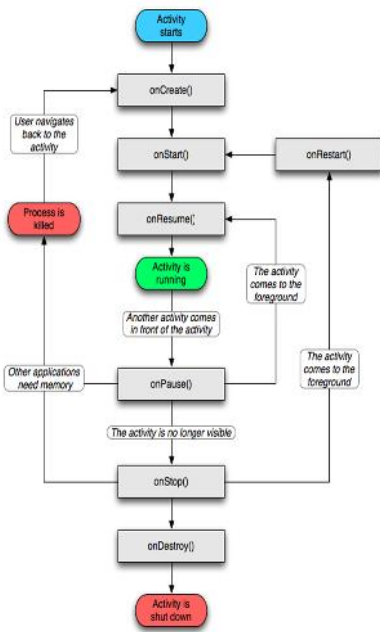 Activity
starts
onCreate()
User navigates
back to the
activity
onStart()
onRestart()
Process is
killed
onResume()
Activity is
running
The activity
comes to the
foreground
Another activity comes
in front of the activity
The activity
comes to the
foreground
Other applications
need memory
onPause()
The activity is no longer visible
onStop()
onDestroy()
Activity is
shut down